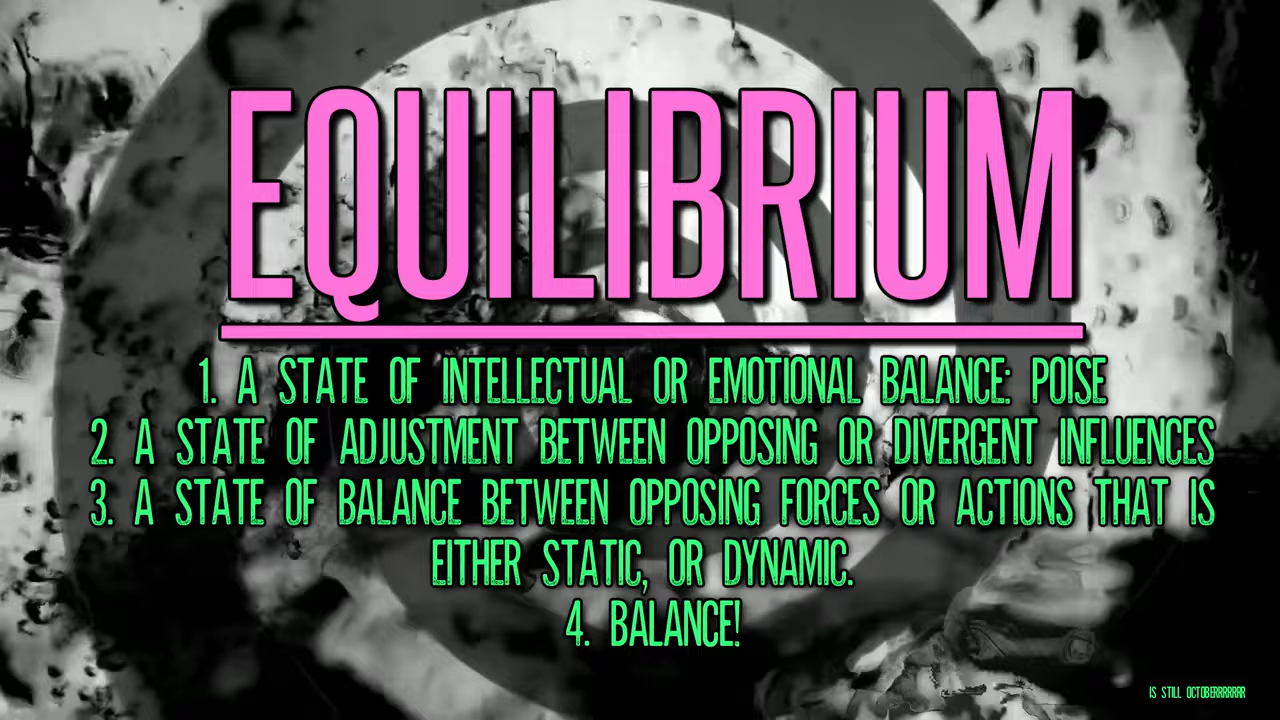 EQUILIBRIUM
1. A STATE OF INTELLECTUAL OR EMOTIONAL BALANCE: POISE
2. A STATE OF ADJUSTMENT BETWEEN OPPOSING OR DIVERGENT INFLUENCES
3. A STATE OF BALANCE BETWEEN OPPOSING FORCES OR ACTIONS THAT IS
EITHER STATIC, OR DYNAMIC.
4. BALANCE!
IS STILL OCTOBERRRRRRR